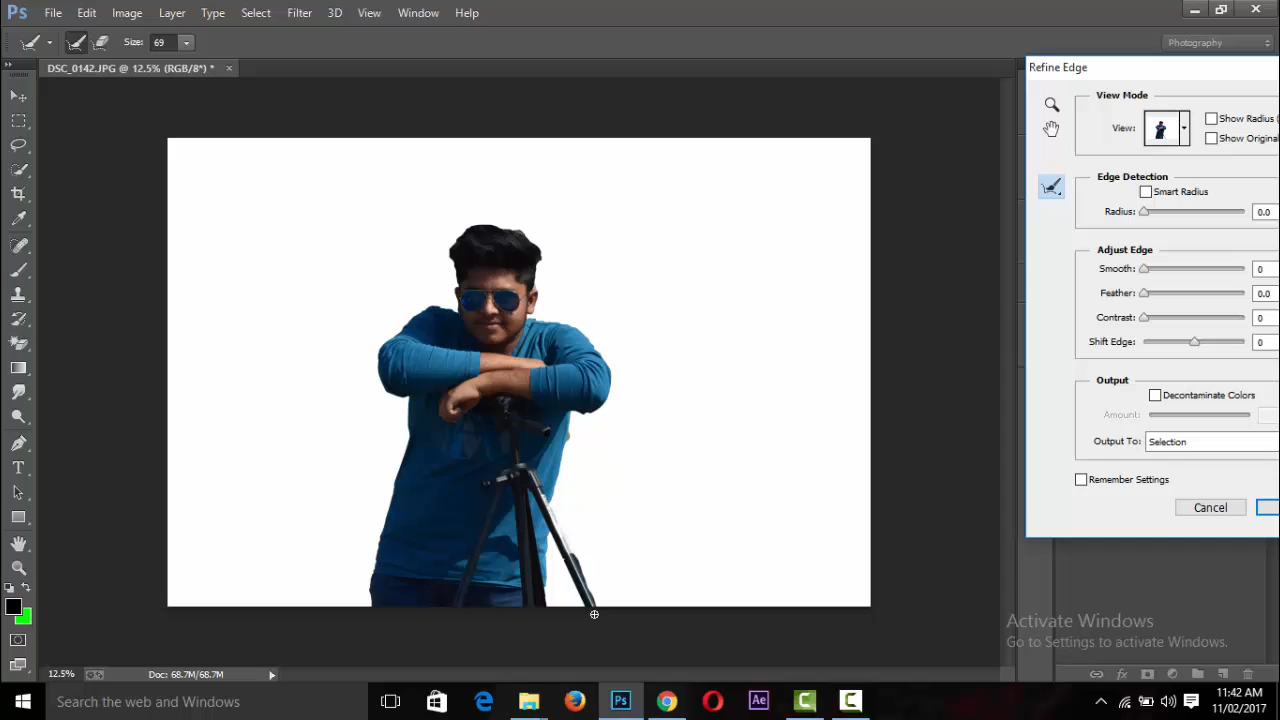 Ps File Edit Image Layer Type Select Filter 3D View Window Help
Size: 69 Photography
DSC_0142.JPG @ 12.5% (RGB/8*) * ×
Refine Edge
View Mode
View: Show Radius (
Show Original
Edge Detection
Smart Radius
Radius: 0.0
Adjust Edge
Smooth: 0
Feather: 0.0
Contrast: 0
Shift Edge: 0
Output
Decontaminate Colors
Amount:
Output To: Selection
Remember Settings
Cancel
Activate Windows
Go to Settings to activate Windows.
12.5% Doc: 68.7M/68.7M
Search the web and Windows
Ps Ae
11:42 AM
11/02/2017